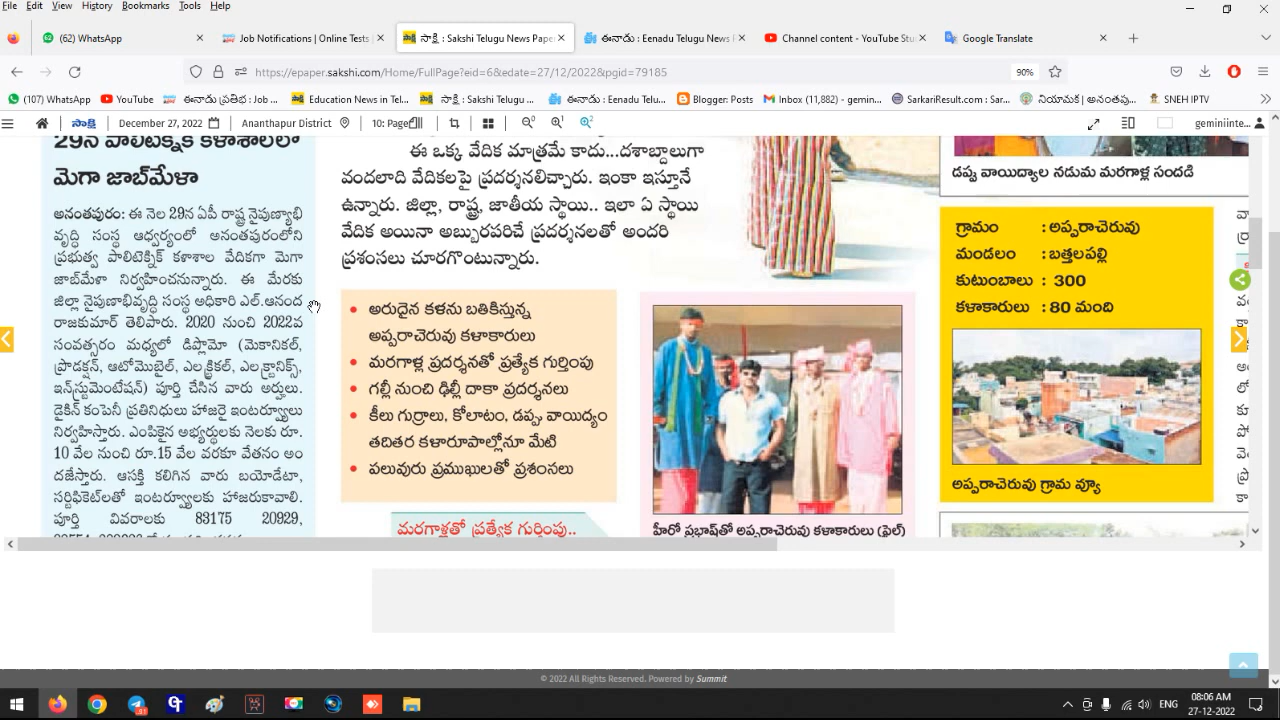 File Edit View History Bookmarks Tools Help
(62) WhatsApp
Job Notifications | Online Tests |
సాక్షి : Sakshi Telugu News Pape
ఈనాడు : Eenadu Telugu News
Channel content - YouTube Stu
Google Translate
https://epaper.sakshi.com/Home/FullPage?eid=6&edate=27/12/2022&pgid=79185
90%
(107) WhatsApp
YouTube
ఈనాడు ప్రతిభ : Job ...
Education News in Tel...
సాక్షి : Sakshi Telugu ...
ఈనాడు : Eenadu Telu...
Blogger: Posts
Inbox (11,882) - gemin...
SarkariResult.com : Sar...
నియామక | అనంతపు...
SNEH IPTV
సాక్షి
December 27, 2022
Ananthapur District
10: Page
geminiinte...
29న పాలిటెక్నిక్ కళాశాలలో
మెగా జాబ్‌మేళా
అనంతపురం: ఈ నెల 29న ఏపీ రాష్ట్ర నైపుణ్యాభి
వృద్ధి సంస్థ ఆధ్వర్యంలో అనంతపురంలోని
ప్రభుత్వ పాలిటెక్నిక్ కళాశాల వేదికగా మెగా
జాబ్‌మేళా నిర్వహించనున్నారు. ఈ మేరకు
జిల్లా నైపుణాభివృద్ధి సంస్థ అధికారి ఎల్.ఆనంద
రాజకుమార్ తెలిపారు. 2020 నుంచి 2022వ
సంవత్సరం మధ్యలో డిప్లొమో (మెకానికల్,
ప్రొడక్షన్, ఆటోమొబైల్, ఎలక్ట్రికల్, ఎలక్ట్రానిక్స్,
ఇన్‌స్ట్రుమెంటేషన్) పూర్తి చేసిన వారు అర్హులు.
డైకిన్ కంపెనీ ప్రతినిధులు హాజరై ఇంటర్వ్యూలు
నిర్వహిస్తారు. ఎంపికైన అభ్యర్థులకు నెలకు రూ.
10 వేల నుంచి రూ.15 వేల వరకూ వేతనం అం
దజేస్తారు. ఆసక్తి కలిగిన వారు బయోడేటా,
సర్టిఫికెట్‌లతో ఇంటర్వ్యూలకు హాజరుకావాలి.
పూర్తి వివరాలకు 83175 20929,
ఈ ఒక్క వేదిక మాత్రమే కాదు...దశాబ్దాలుగా
వందలాది వేదికలపై ప్రదర్శనలిచ్చారు. ఇంకా ఇస్తూనే
ఉన్నారు. జిల్లా, రాష్ట్ర, జాతీయ స్థాయి.. ఇలా ఏ స్థాయి
వేదిక అయినా అబ్బురపరిచే ప్రదర్శనలతో అందరి
ప్రశంసలు చూరగొంటున్నారు.
• అరుదైన కళను బతికిస్తున్న
అప్పరాచెరువు కళాకారులు
• మరగాళ్ల ప్రదర్శనతో ప్రత్యేక గుర్తింపు
• గల్లీ నుంచి ఢిల్లీ దాకా ప్రదర్శనలు
• కీలు గుర్రాలు, కోలాటం, డప్పు వాయిద్యం
తదితర కళారూపాల్లోనూ మేటి
• పలువురు ప్రముఖులతో ప్రశంసలు
మరగాళ్లతో ప్రత్యేక గుర్తింపు..
హీరో ప్రభాష్‌తో అప్పరాచెరువు కళాకారులు (ఫైల్)
డప్పు వాయిద్యాల నడుమ మరగాళ్ల సందడి
గ్రామం : అప్పరాచెరువు
మండలం : బత్తలపల్లి
కుటుంబాలు : 300
కళాకారులు : 80 మంది
అప్పరాచెరువు గ్రామ వ్యూ
© 2022 All Rights Reserved. Powered by Summit
ENG
08:06 AM
27-12-2022